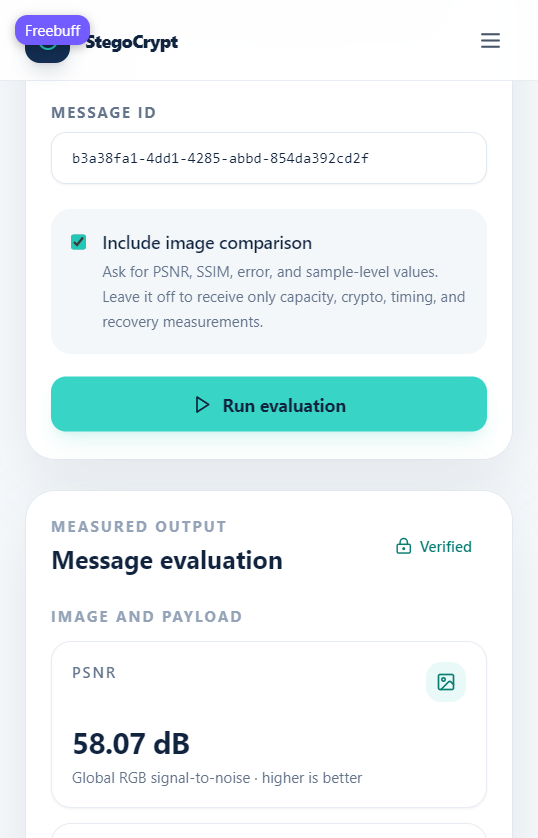 Freebuff
StegoCrypt
MESSAGE ID
b3a38fa1-4dd1-4285-abbd-854da392cd2f
Include image comparison
Ask for PSNR, SSIM, error, and sample-level values.
Leave it off to receive only capacity, crypto, timing, and
recovery measurements.
Run evaluation
MEASURED OUTPUT
Message evaluation
Verified
IMAGE AND PAYLOAD
PSNR
58.07 dB
Global RGB signal-to-noise · higher is better